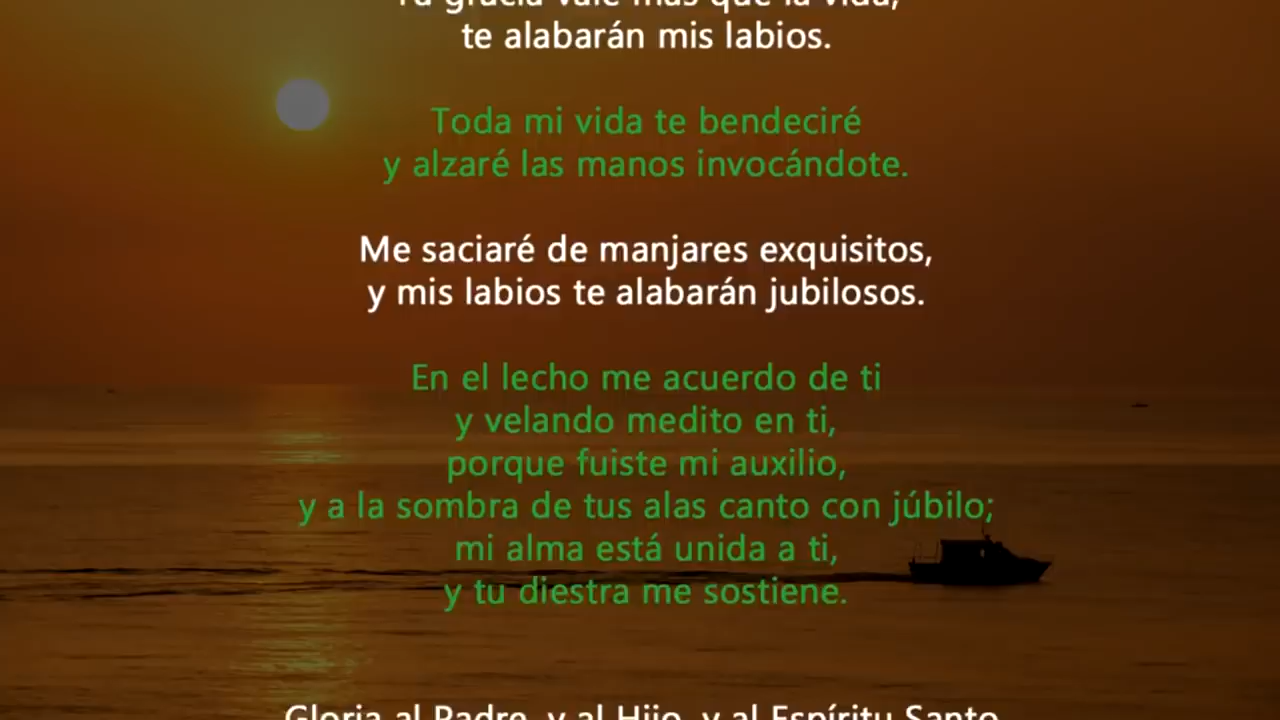 Tu gracia vale más que la vida,
te alabarán mis labios.
Toda mi vida te bendeciré
y alzaré las manos invocándote.
Me saciaré de manjares exquisitos,
y mis labios te alabarán jubilosos.
En el lecho me acuerdo de ti
y velando medito en ti,
porque fuiste mi auxilio,
y a la sombra de tus alas canto con júbilo;
mi alma está unida a ti,
y tu diestra me sostiene.
Gloria al Padre, y al Hijo, y al Espíritu Santo